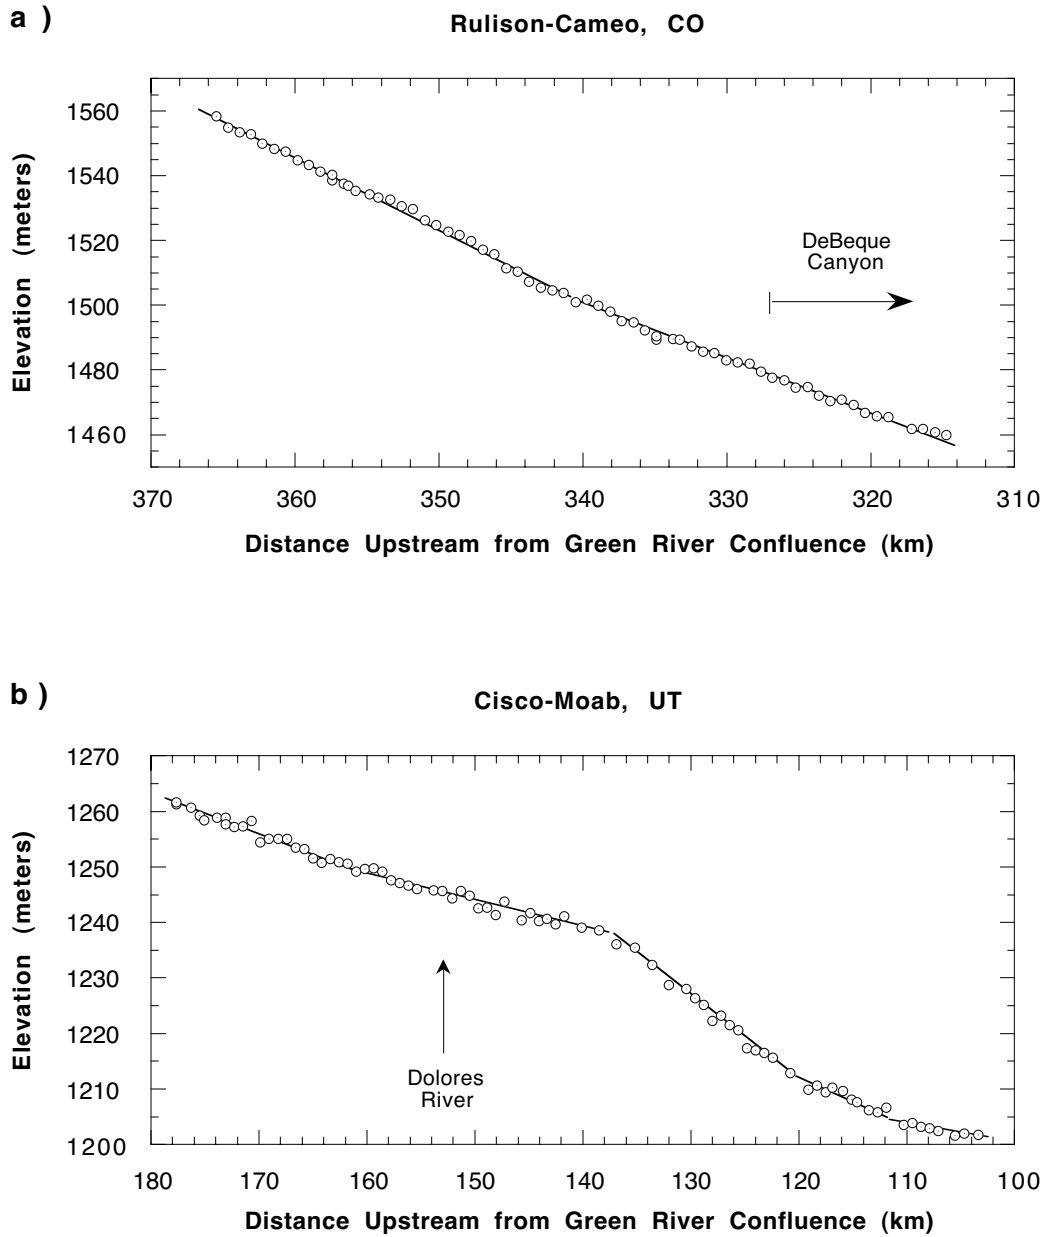 a )
Rulison-Cameo, CO
1560
1540
1520
1500
1480
1460
Elevation (meters)
DeBeque
Canyon
370 360 350 340 330 320 310
Distance Upstream from Green River Confluence (km)
b )
Cisco-Moab, UT
1270
1260
1250
1240
1230
1220
1210
1200
Elevation (meters)
Dolores
River
180 170 160 150 140 130 120 110 100
Distance Upstream from Green River Confluence (km)